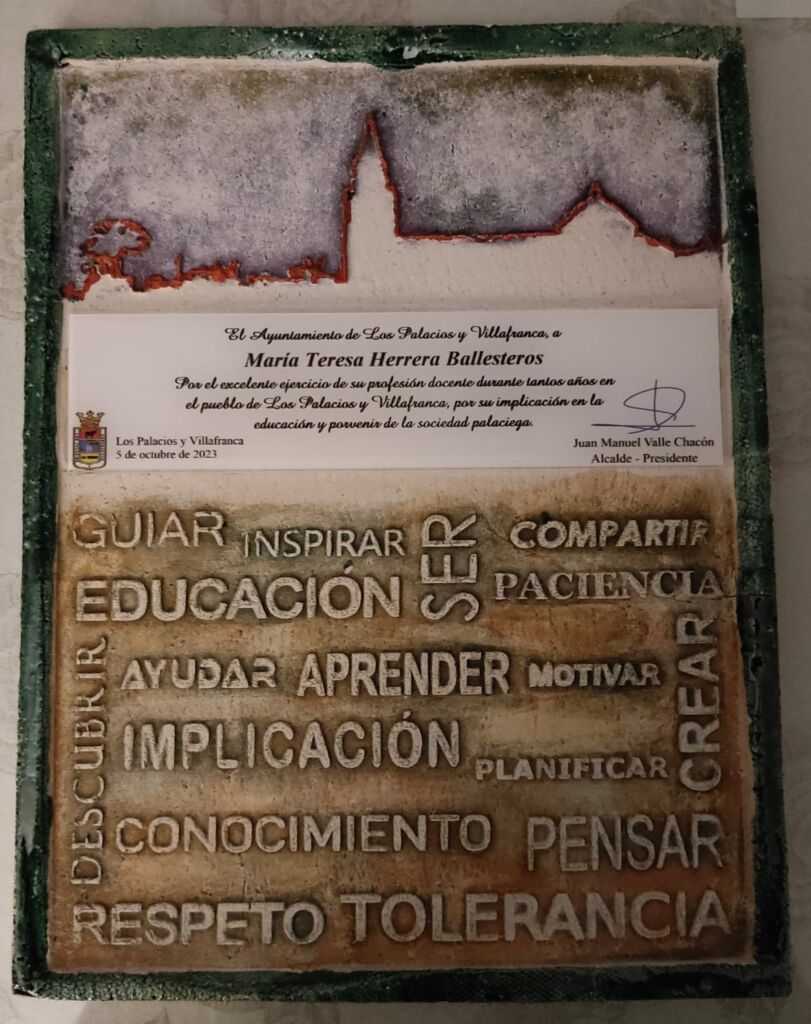 El Ayuntamiento de Los Palacios y Villafranca, a
María Teresa Herrera Ballesteros
Por el excelente ejercicio de su profesión docente durante tantos años en
el pueblo de Los Palacios y Villafranca, por su implicación en la
educación y porvenir de la sociedad palaciega.
Los Palacios y Villafranca
5 de octubre de 2023
Juan Manuel Valle Chacón
Alcalde - Presidente
GUIAR
INSPIRAR
SER
COMPARTIR
EDUCACIÓN
PACIENCIA
DESCUBRIR
AYUDAR
APRENDER
MOTIVAR
CREAR
IMPLICACIÓN
PLANIFICAR
CONOCIMIENTO
PENSAR
RESPETO
TOLERANCIA